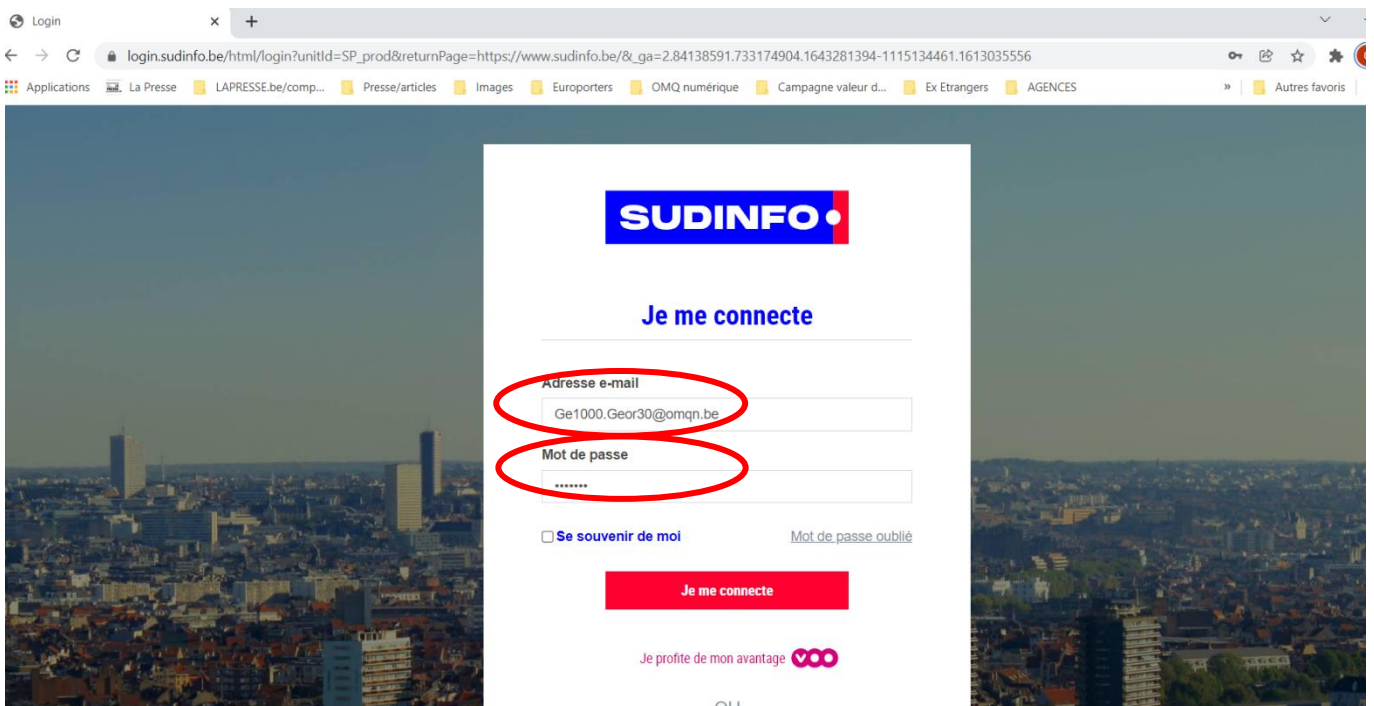 Login
login.sudinfo.be/html/login?unitId=SP_prod&returnPage=https://www.sudinfo.be/&_ga=2.84138591.733174904.1643281394-1115134461.1613035556
Applications La Presse LAPRESSE.be/comp... Presse/articles Images Europorters OMQ numérique Campagne valeur d... Ex Etrangers AGENCES » Autres favoris
SUDINFO
Je me connecte
Adresse e-mail
Ge1000.Geor30@omqn.be
Mot de passe
•••••••
Se souvenir de moi Mot de passe oublié
Je me connecte
Je profite de mon avantage VOO
OU